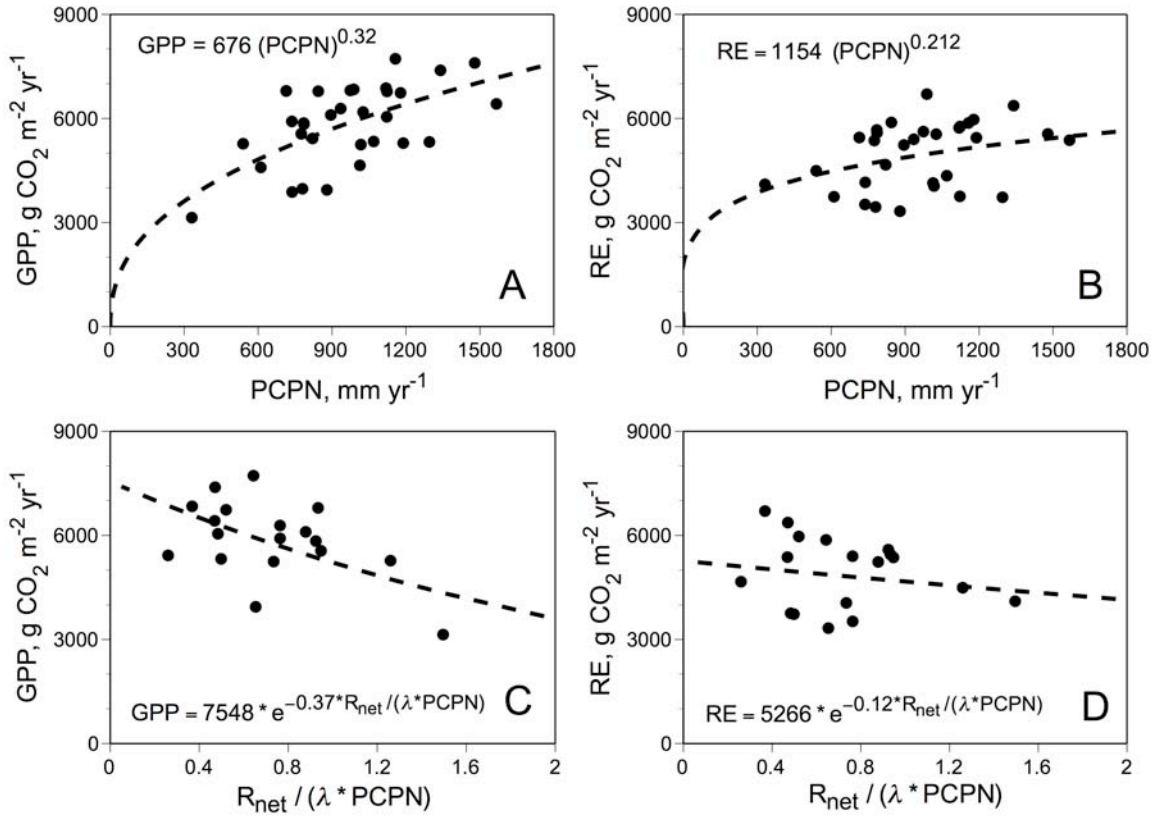 9000
6000
3000
0
GPP, g CO₂ m⁻² yr⁻¹
GPP = 676 (PCPN)^0.32
A
0 300 600 900 1200 1500 1800
PCPN, mm yr⁻¹
9000
6000
3000
0
RE, g CO₂ m⁻² yr⁻¹
RE = 1154 (PCPN)^0.212
B
0 300 600 900 1200 1500 1800
PCPN, mm yr⁻¹
9000
6000
3000
0
GPP, g CO₂ m⁻² yr⁻¹
GPP = 7548 * e^–0.37*R_net /(λ*PCPN)
C
0 0.4 0.8 1.2 1.6 2
R_net / (λ * PCPN)
9000
6000
3000
0
RE, g CO₂ m⁻² yr⁻¹
RE = 5266 * e^–0.12*R_net /(λ*PCPN)
D
0 0.4 0.8 1.2 1.6 2
R_net / (λ * PCPN)